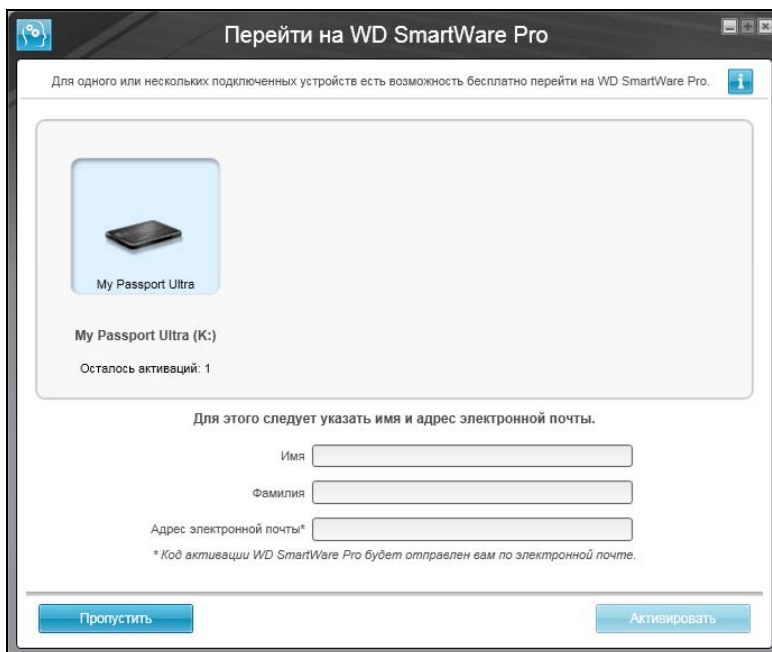 Перейти на WD SmartWare Pro
Для одного или нескольких подключенных устройств есть возможность бесплатно перейти на WD SmartWare Pro.
i
My Passport Ultra
My Passport Ultra (K:)
Осталось активаций: 1
Для этого следует указать имя и адрес электронной почты.
Имя
Фамилия
Адрес электронной почты*
* Код активации WD SmartWare Pro будет отправлен вам по электронной почте.
Пропустить
Активировать